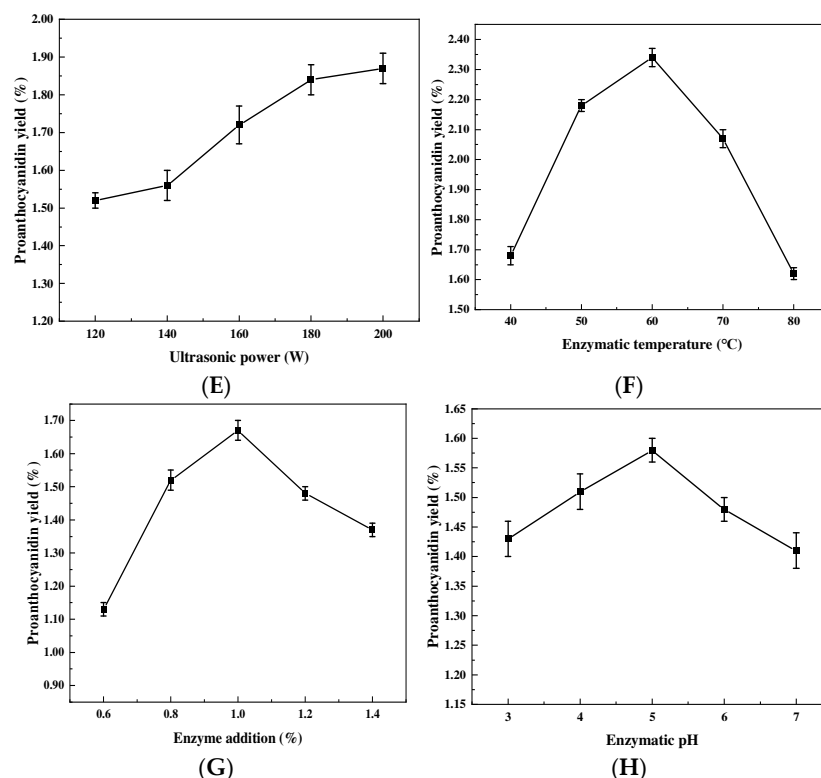 2.00
1.90
1.80
1.70
1.60
1.50
1.40
1.30
1.20
Proanthocyanidin yield (%)
120 140 160 180 200
Ultrasonic power (W)
(E)
2.40
2.30
2.20
2.10
2.00
1.90
1.80
1.70
1.60
1.50
Proanthocyanidin yield (%)
40 50 60 70 80
Enzymatic temperature (°C)
(F)
1.70
1.60
1.50
1.40
1.30
1.20
1.10
1.00
0.90
Proanthocyanidin yield (%)
0.6 0.8 1.0 1.2 1.4
Enzyme addition (%)
(G)
1.65
1.60
1.55
1.50
1.45
1.40
1.35
1.30
1.25
1.20
1.15
Proanthocyanidin yield (%)
3 4 5 6 7
Enzymatic pH
(H)